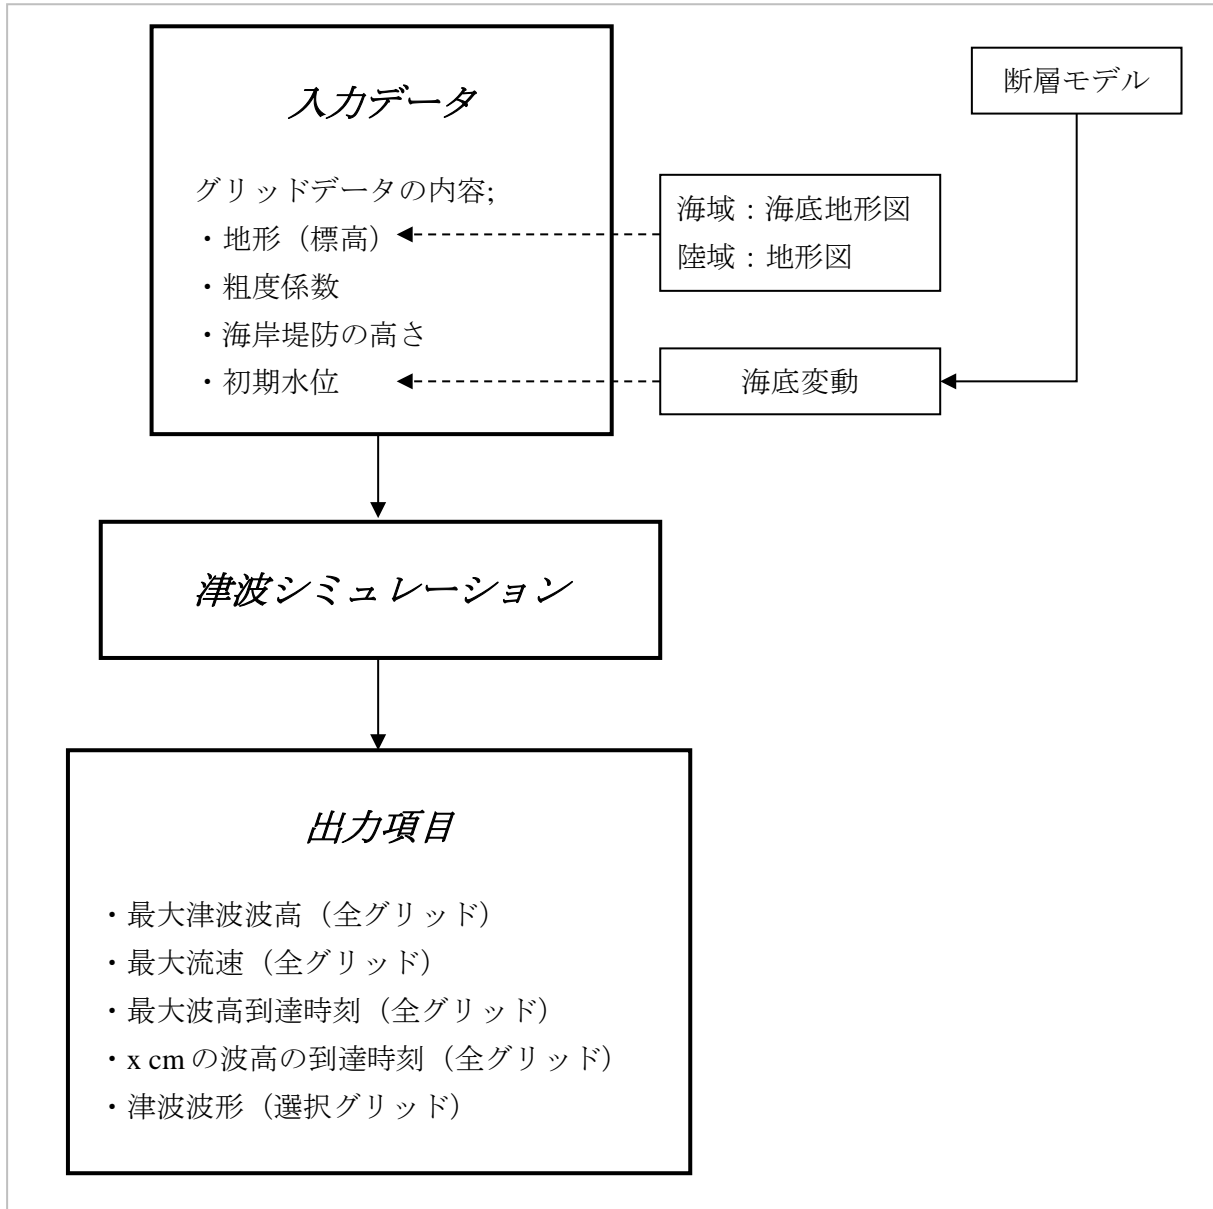 入力データ
グリッドデータの内容;
・地形（標高）
・粗度係数
・海岸堤防の高さ
・初期水位
断層モデル
海域：海底地形図
陸域：地形図
海底変動
津波シミュレーション
出力項目
・最大津波波高（全グリッド）
・最大流速（全グリッド）
・最大波高到達時刻（全グリッド）
・x cm の波高の到達時刻（全グリッド）
・津波波形（選択グリッド）